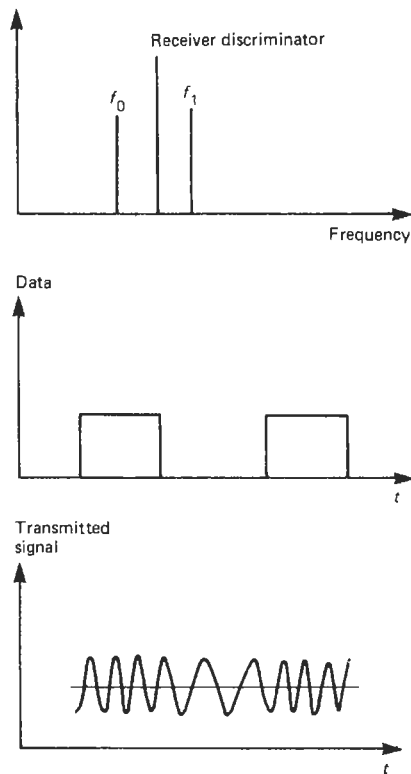 Receiver discriminator
f0
f1
Frequency
Data
t
Transmitted
signal
t